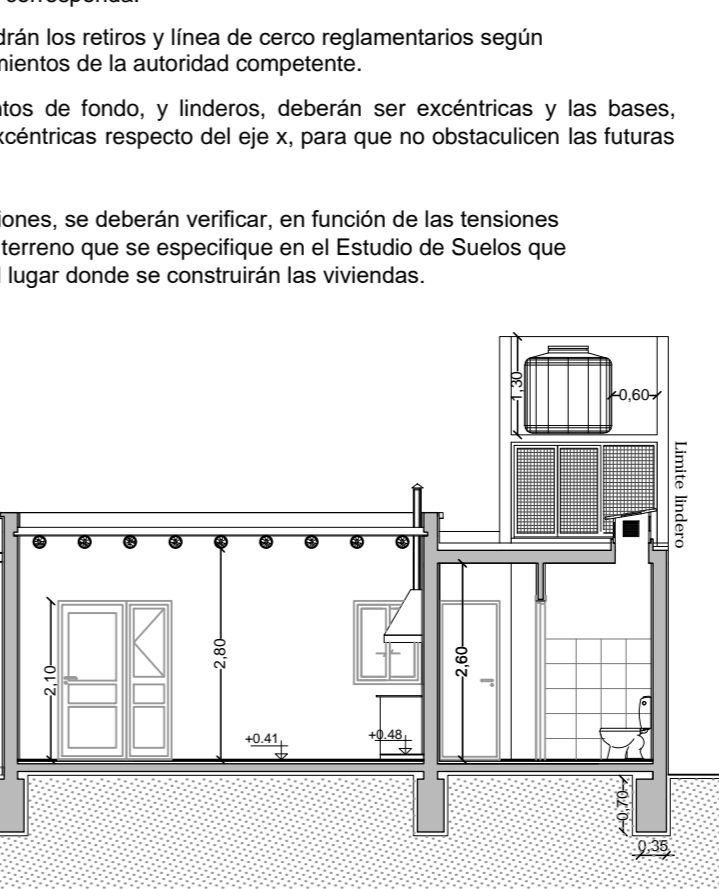 corresponda.
drán los retiros y línea de cerco reglamentarios según
mientos de la autoridad competente.
ntos de fondo, y linderos, deberán ser excéntricas y las bases,
xcéntricas respecto del eje x, para que no obstaculicen las futuras
iones, se deberán verificar, en función de las tensiones
terreno que se especifique en el Estudio de Suelos que
l lugar donde se construirán las viviendas.
1,30
0,60
Limite lindero
2,10
2,80
2,60
+0.41
+0.48
0,70
0,35